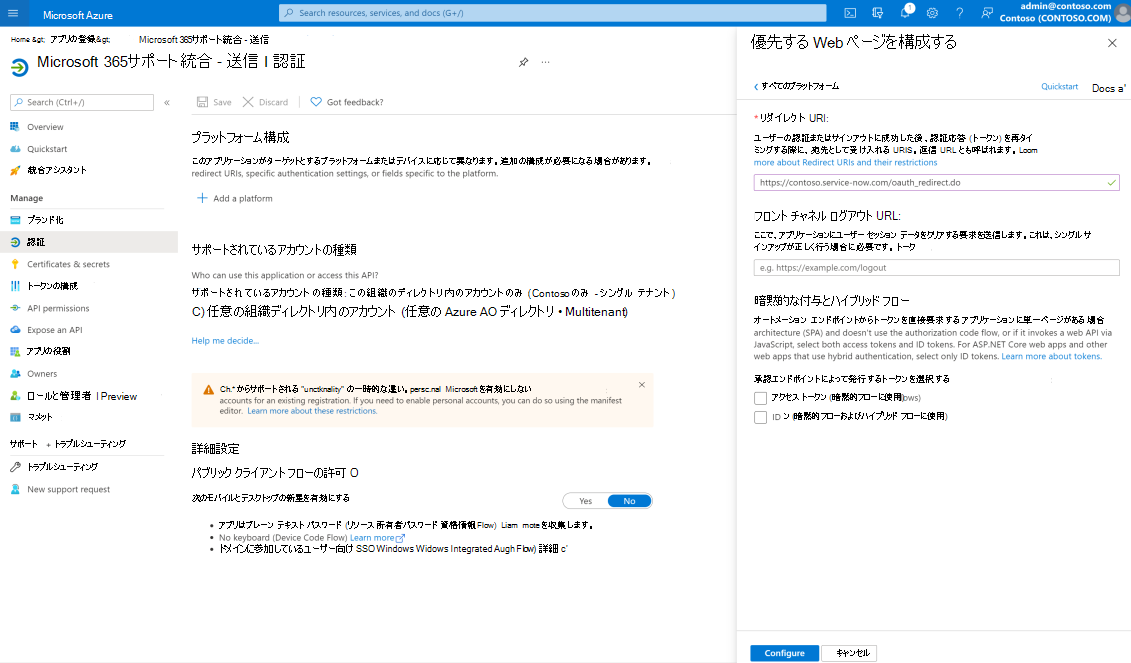 Microsoft Azure
Search resources, services, and docs (G+/)
1
admin@contoso.com
Contoso (CONTOSO.COM)
Home &gt; アプリの登録&gt;
Microsoft 365サポート統合 - 送信
Microsoft 365サポート統合 - 送信 | 認証
Search (Ctrl+/)
Overview
Quickstart
統合アシスタント
Manage
ブランド化
認証
Certificates & secrets
トークンの構成
API permissions
Expose an API
アプリの役割
Owners
ロールと管理者 | Preview
マメット
サポート + トラブルシューティング
トラブルシューティング
New support request
Save
Discard
Got feedback?
プラットフォーム構成
このアプリケーションがターゲットとするプラットフォームまたはデバイスに応じて異なります。追加の構成が必要になる場合があります。
redirect URIs, specific authentication settings, or fields specific to the platform.
Add a platform
サポートされているアカウントの種類
Who can use this application or access this API?
サポートされているアカウントの種類: この組織のディレクトリ内のアカウントのみ (Contoso のみ - シングル テナント)
C) 任意の組織ディレクトリ内のアカウント (任意の Azure AO ディレクトリ • Multitenant)
Help me decide...
Ch.* からサポートされる "unctknality" の一時的な違い。persc.nal Microsoftを有効にしない
accounts for an existing registration. If you need to enable personal accounts, you can do so using the manifest
editor. Learn more about these restrictions.
詳細設定
パブリック クライアント フローの許可 O
次のモバイルとデスクトップの新星を有効にする
Yes
No
アプリはプレーン テキスト パスワード (リソース 所有者パスワード 資格情報 Flow) Liam mote を収集します。
No keyboard (Device Code Flow) Learn more
ドメインに参加しているユーザー向け SSO Windows Widows Integrated Augh Flow) 詳細 c'
優先する Web ページを構成する
すべてのプラットフォーム
Quickstart
Docs a'
*リダイレクト URI:
ユーザーの認証またはサインアウトに成功した後、認証応答 (トークン) を再タイ
ミングする際に、宛先として受け入れる URIS。返信 URL とも呼ばれます。Loom
more about Redirect URIs and their restrictions
https://contoso.service-now.com/oauth_redirect.do
フロント チャネル ログアウト URL:
ここで、アプリケーションにユーザー セッション データをクリアする要求を送信します。これは、シングル サ
インアップが正しく行う場合に必要です。トーク
e.g. https://example.com/logout
暗黙的な付与とハイブリッド フロー
オートメーション エンドポイントからトークンを直接要求するアプリケーションに単一ページがある場合
architecture (SPA) and doesn't use the authorization code flow, or if it invokes a web API via
JavaScript, select both access tokens and ID tokens. For ASP.NET Core web apps and other
web apps that use hybrid authentication, select only ID tokens. Learn more about tokens.
承認エンドポイントによって発行するトークンを選択する
アクセス トークン (暗黙的フローに使用)ows)
ID ン (暗黙的フローおよびハイブリッド フローに使用)
Configure
キャンセル